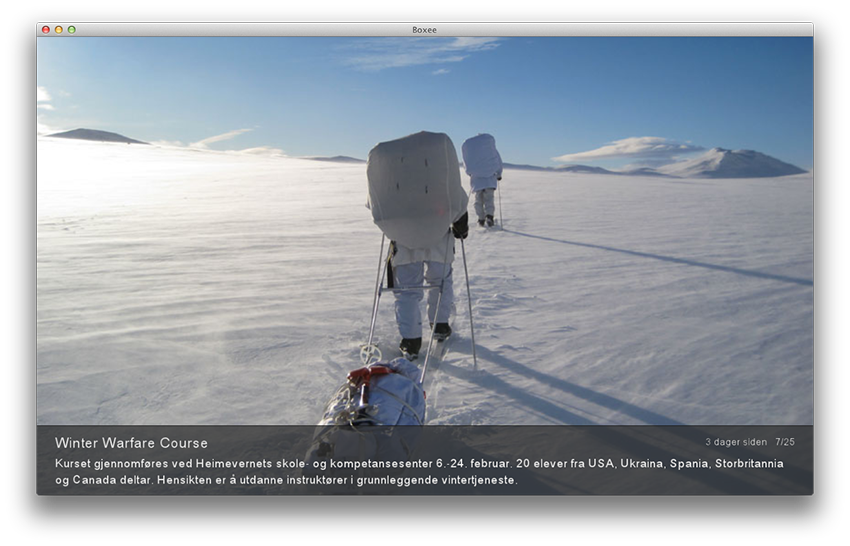 Boxee
Winter Warfare Course
3 dager siden 7/25
Kurset gjennomføres ved Heimevernets skole- og kompetansesenter 6.-24. februar. 20 elever fra USA, Ukraina, Spania, Storbritannia
og Canada deltar. Hensikten er á utdanne instruktører i grunnleggende vintertjeneste.